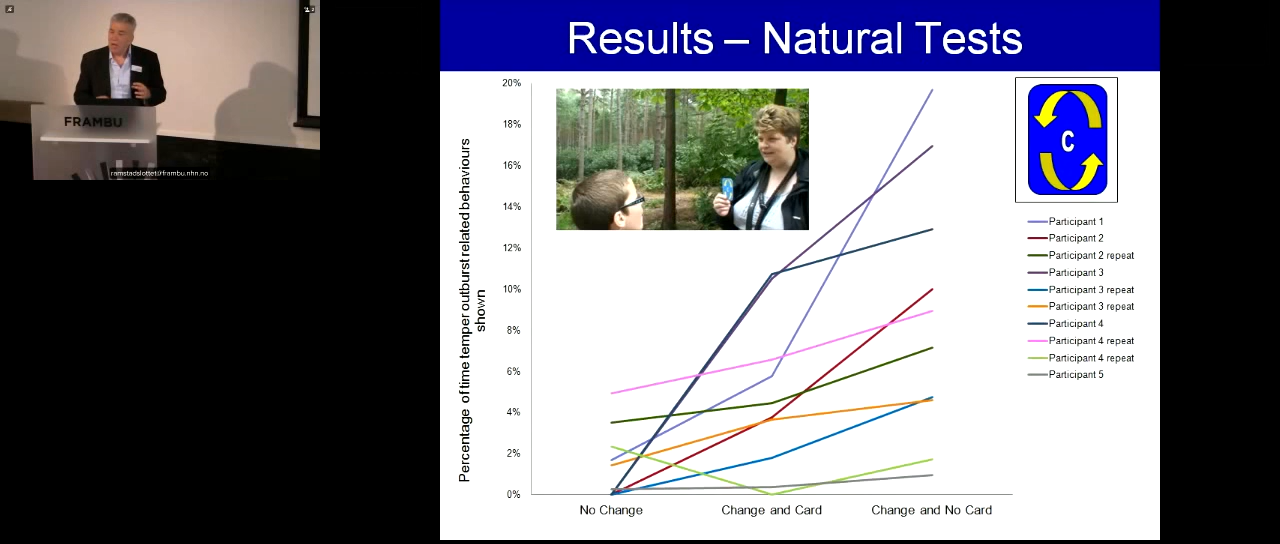 FRAMBU
ramstadslottet@frambu.nhn.no
Results – Natural Tests
20%
18%
16%
14%
12%
10%
8%
6%
4%
2%
0%
Percentage of time temper outburst related behaviours
shown
No Change
Change and Card
Change and No Card
C
Participant 1
Participant 2
Participant 2 repeat
Participant 3
Participant 3 repeat
Participant 3 repeat
Participant 4
Participant 4 repeat
Participant 4 repeat
Participant 5